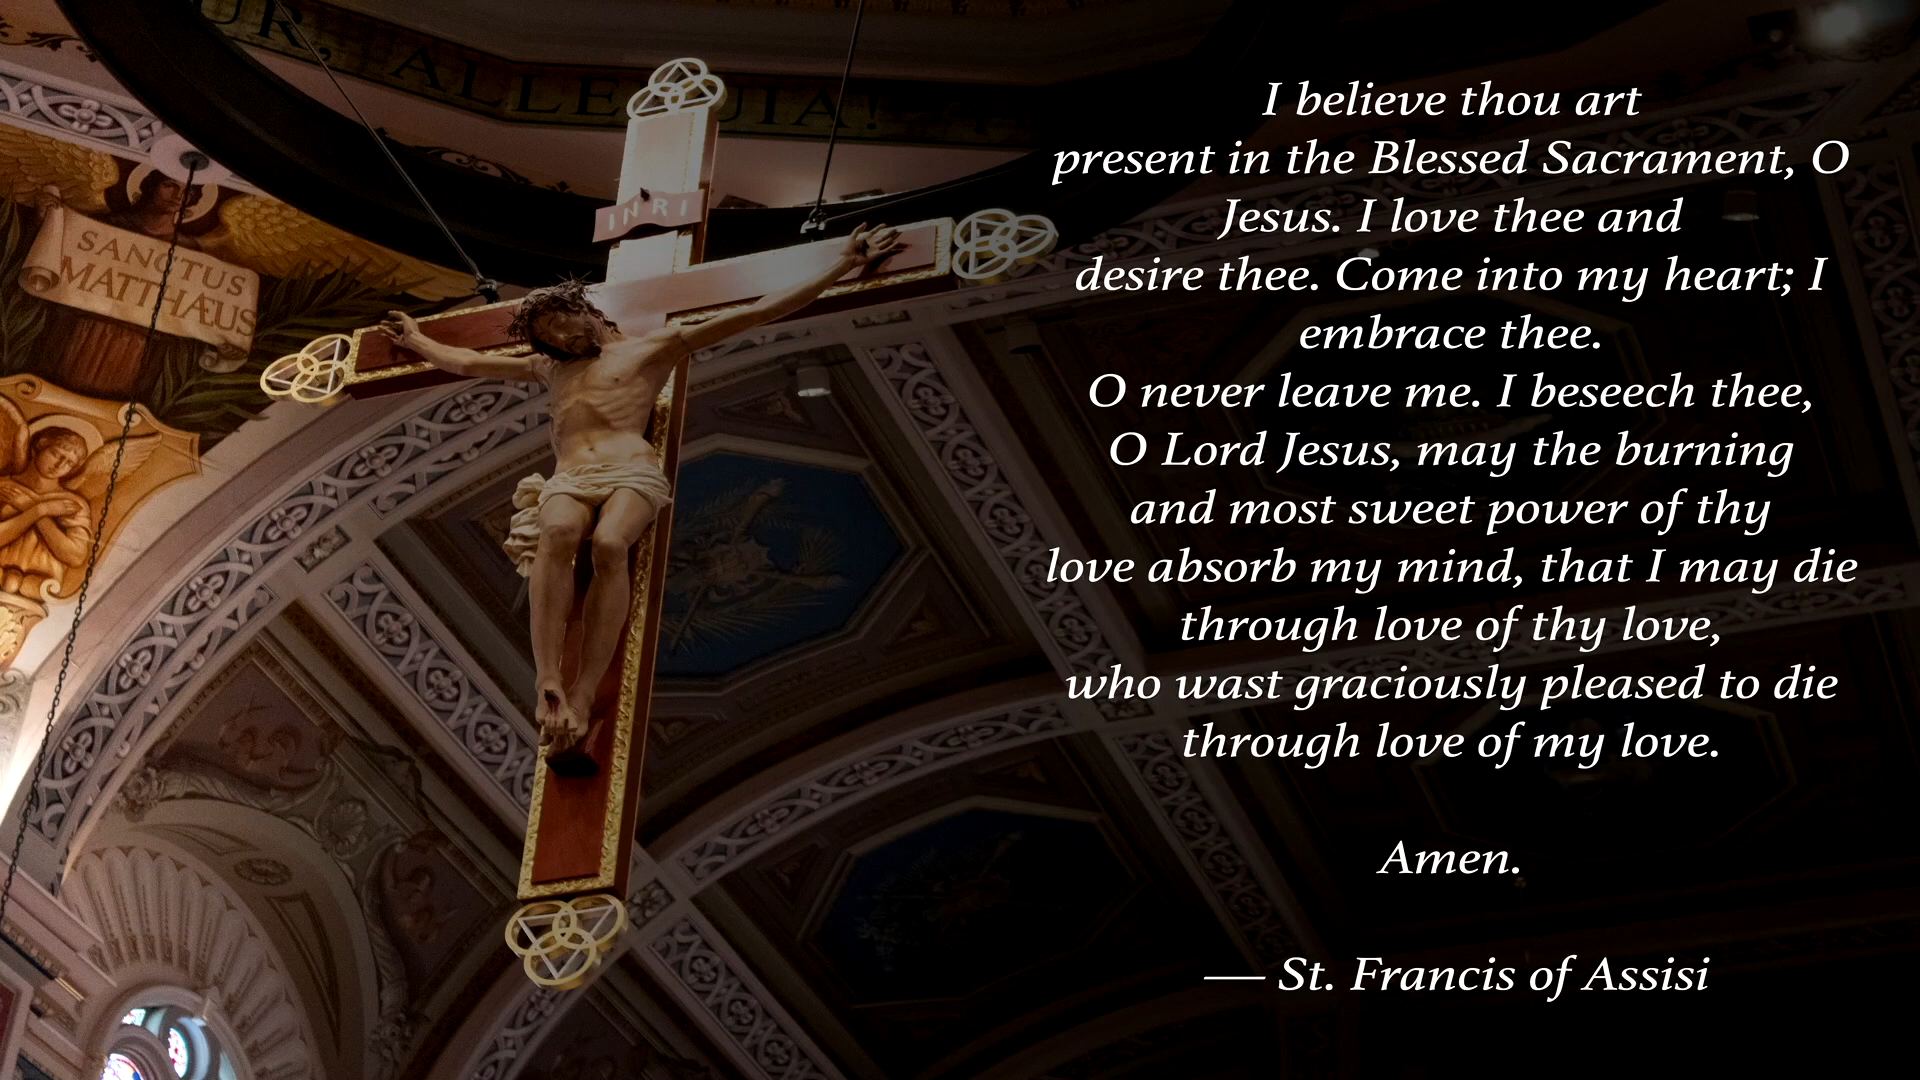 UR, ALLELUIA!
INRI
SANCTUS
MATTHÆUS
I believe thou art
present in the Blessed Sacrament, O
Jesus. I love thee and
desire thee. Come into my heart; I
embrace thee.
O never leave me. I beseech thee,
O Lord Jesus, may the burning
and most sweet power of thy
love absorb my mind, that I may die
through love of thy love,
who wast graciously pleased to die
through love of my love.
Amen.
— St. Francis of Assisi